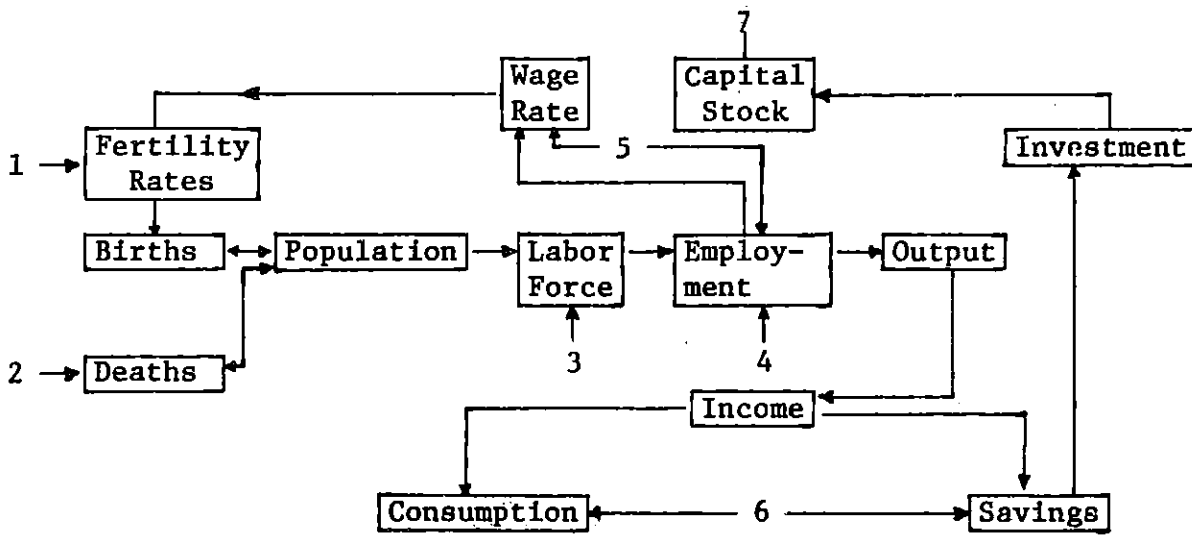 7
Wage
Rate
Capital
Stock
5
Investment
1
Fertility
Rates
Births
Population
Labor
Force
Employ-
ment
Output
3
4
2
Deaths
Income
Consumption
6
Savings